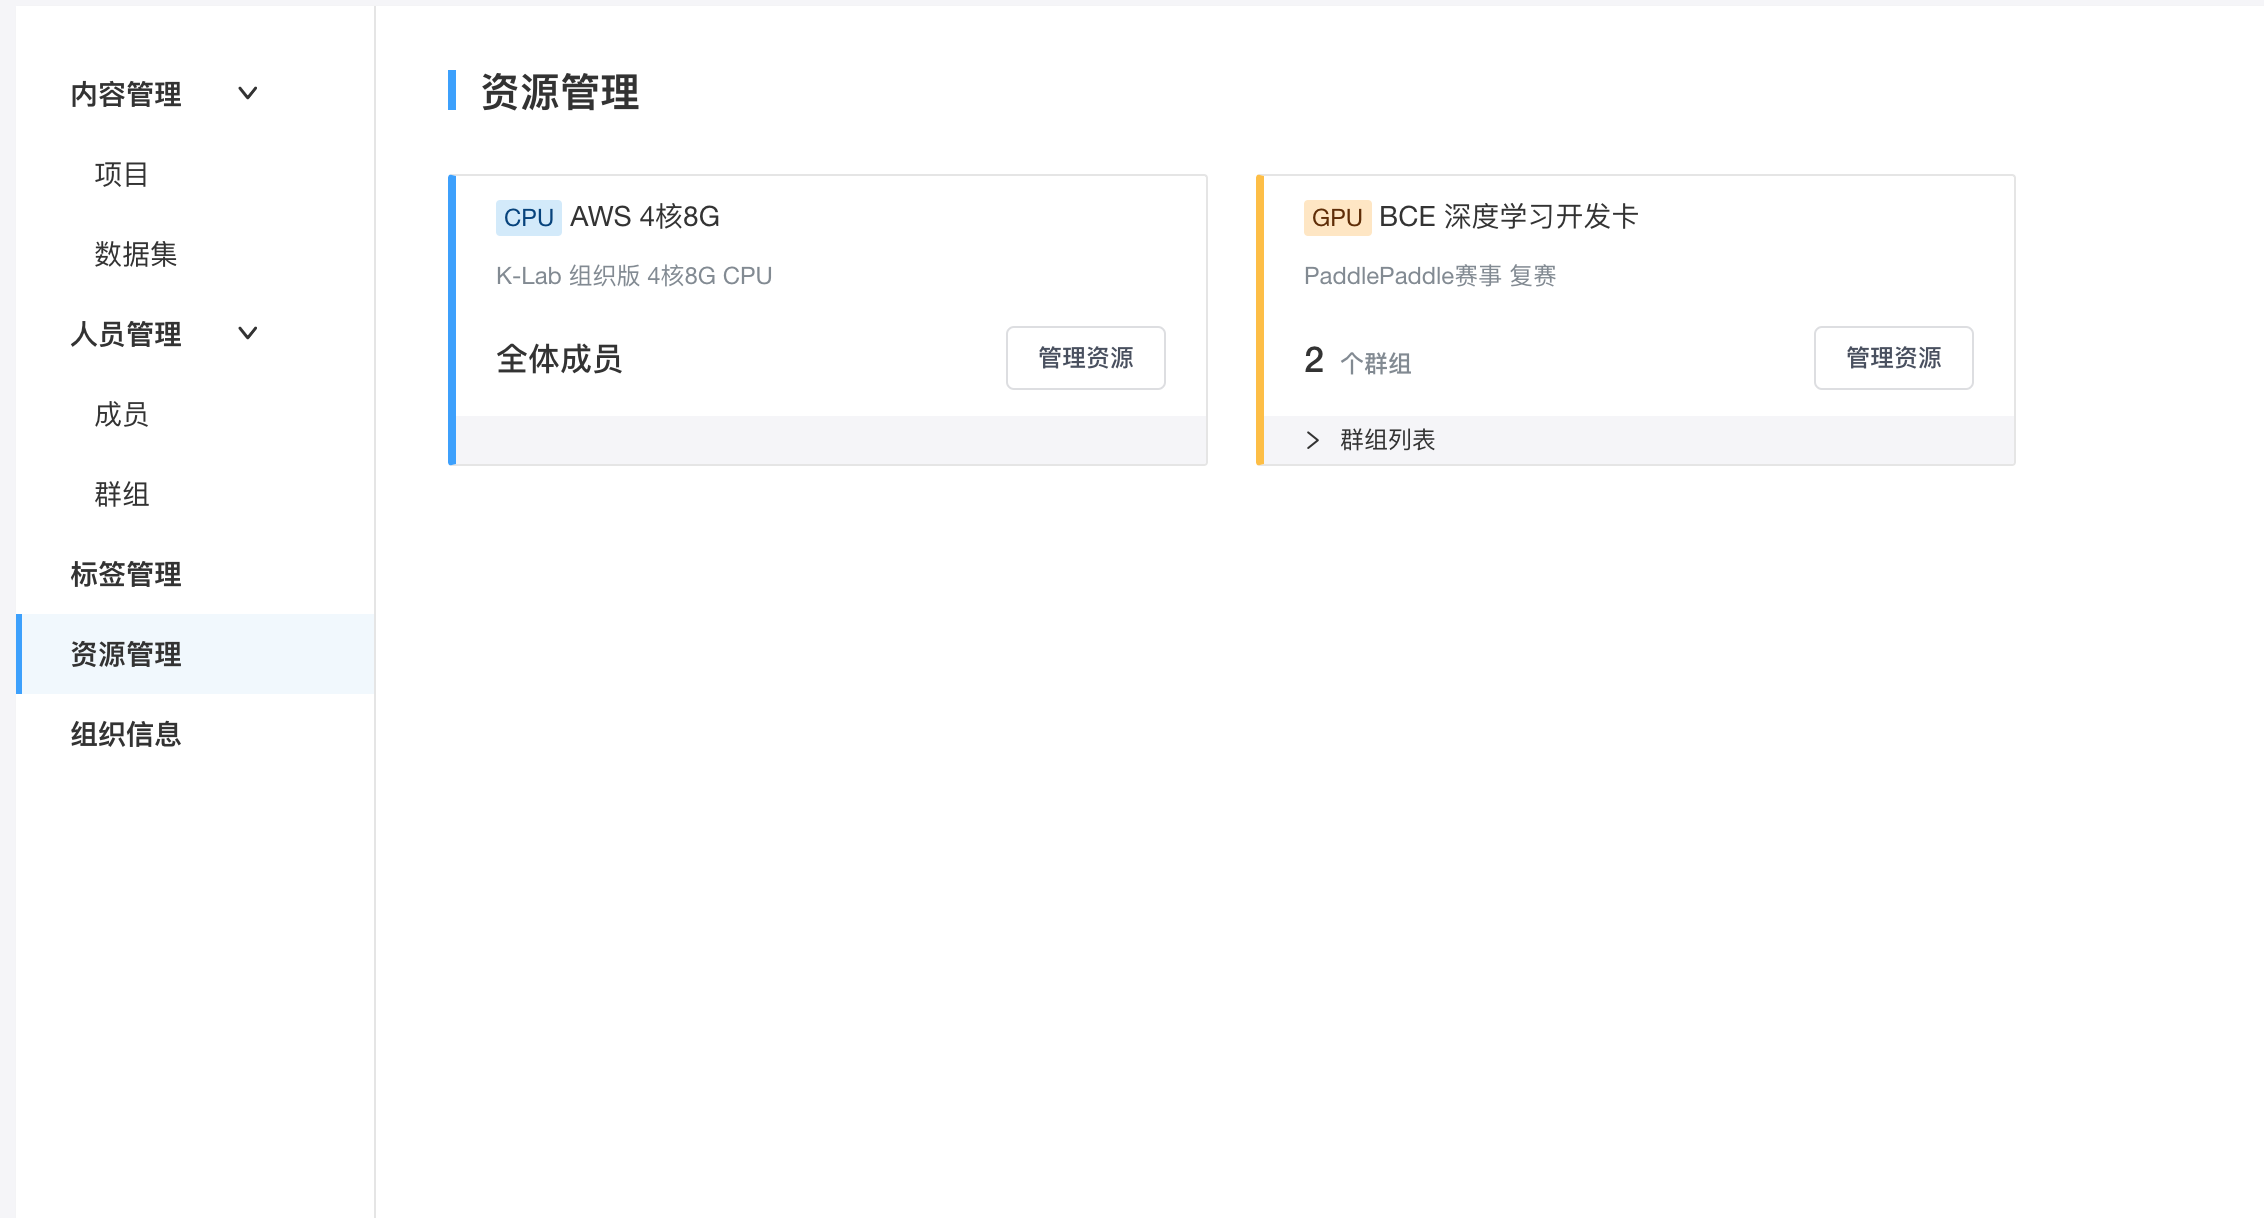 内容管理
项目
数据集
人员管理
成员
群组
标签管理
资源管理
组织信息
资源管理
CPU AWS 4核8G
K-Lab 组织版 4核8G CPU
全体成员
管理资源
GPU BCE 深度学习开发卡
PaddlePaddle赛事 复赛
2 个群组
管理资源
群组列表